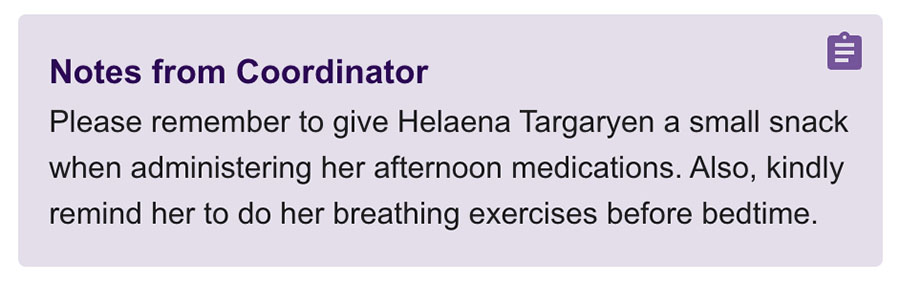 Notes from Coordinator
Please remember to give Helaena Targaryen a small snack
when administering her afternoon medications. Also, kindly
remind her to do her breathing exercises before bedtime.